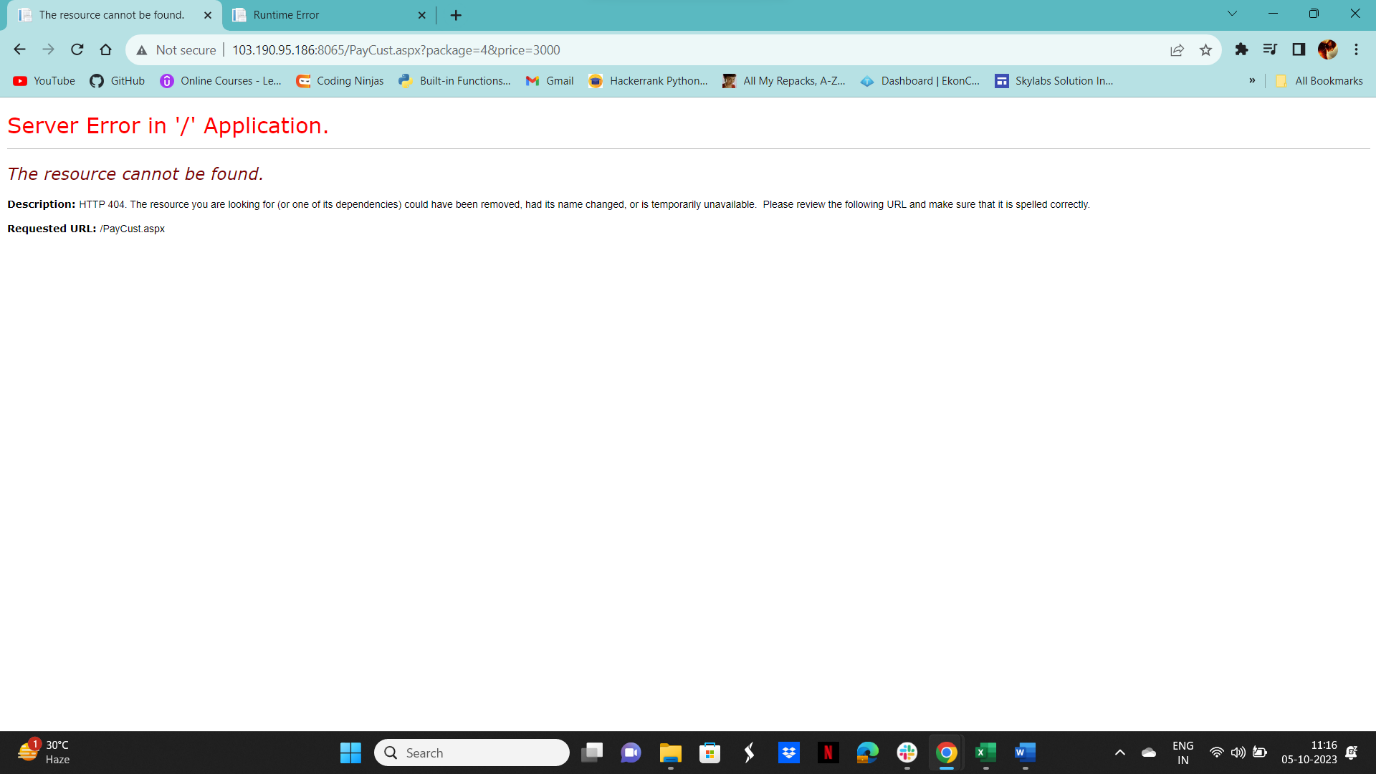 The resource cannot be found.
Runtime Error
Not secure
103.190.95.186:8065/PayCust.aspx?package=4&price=3000
YouTube
GitHub
Online Courses - Le...
Coding Ninjas
Built-in Functions...
Gmail
Hackerrank Python...
All My Repacks, A-Z...
Dashboard | EkonC...
Skylabs Solution In...
»
All Bookmarks
Server Error in '/' Application.
The resource cannot be found.
Description: HTTP 404. The resource you are looking for (or one of its dependencies) could have been removed, had its name changed, or is temporarily unavailable.  Please review the following URL and make sure that it is spelled correctly.
Requested URL: /PayCust.aspx
1
30°C
Haze
Search
ENG
IN
11:16
05-10-2023